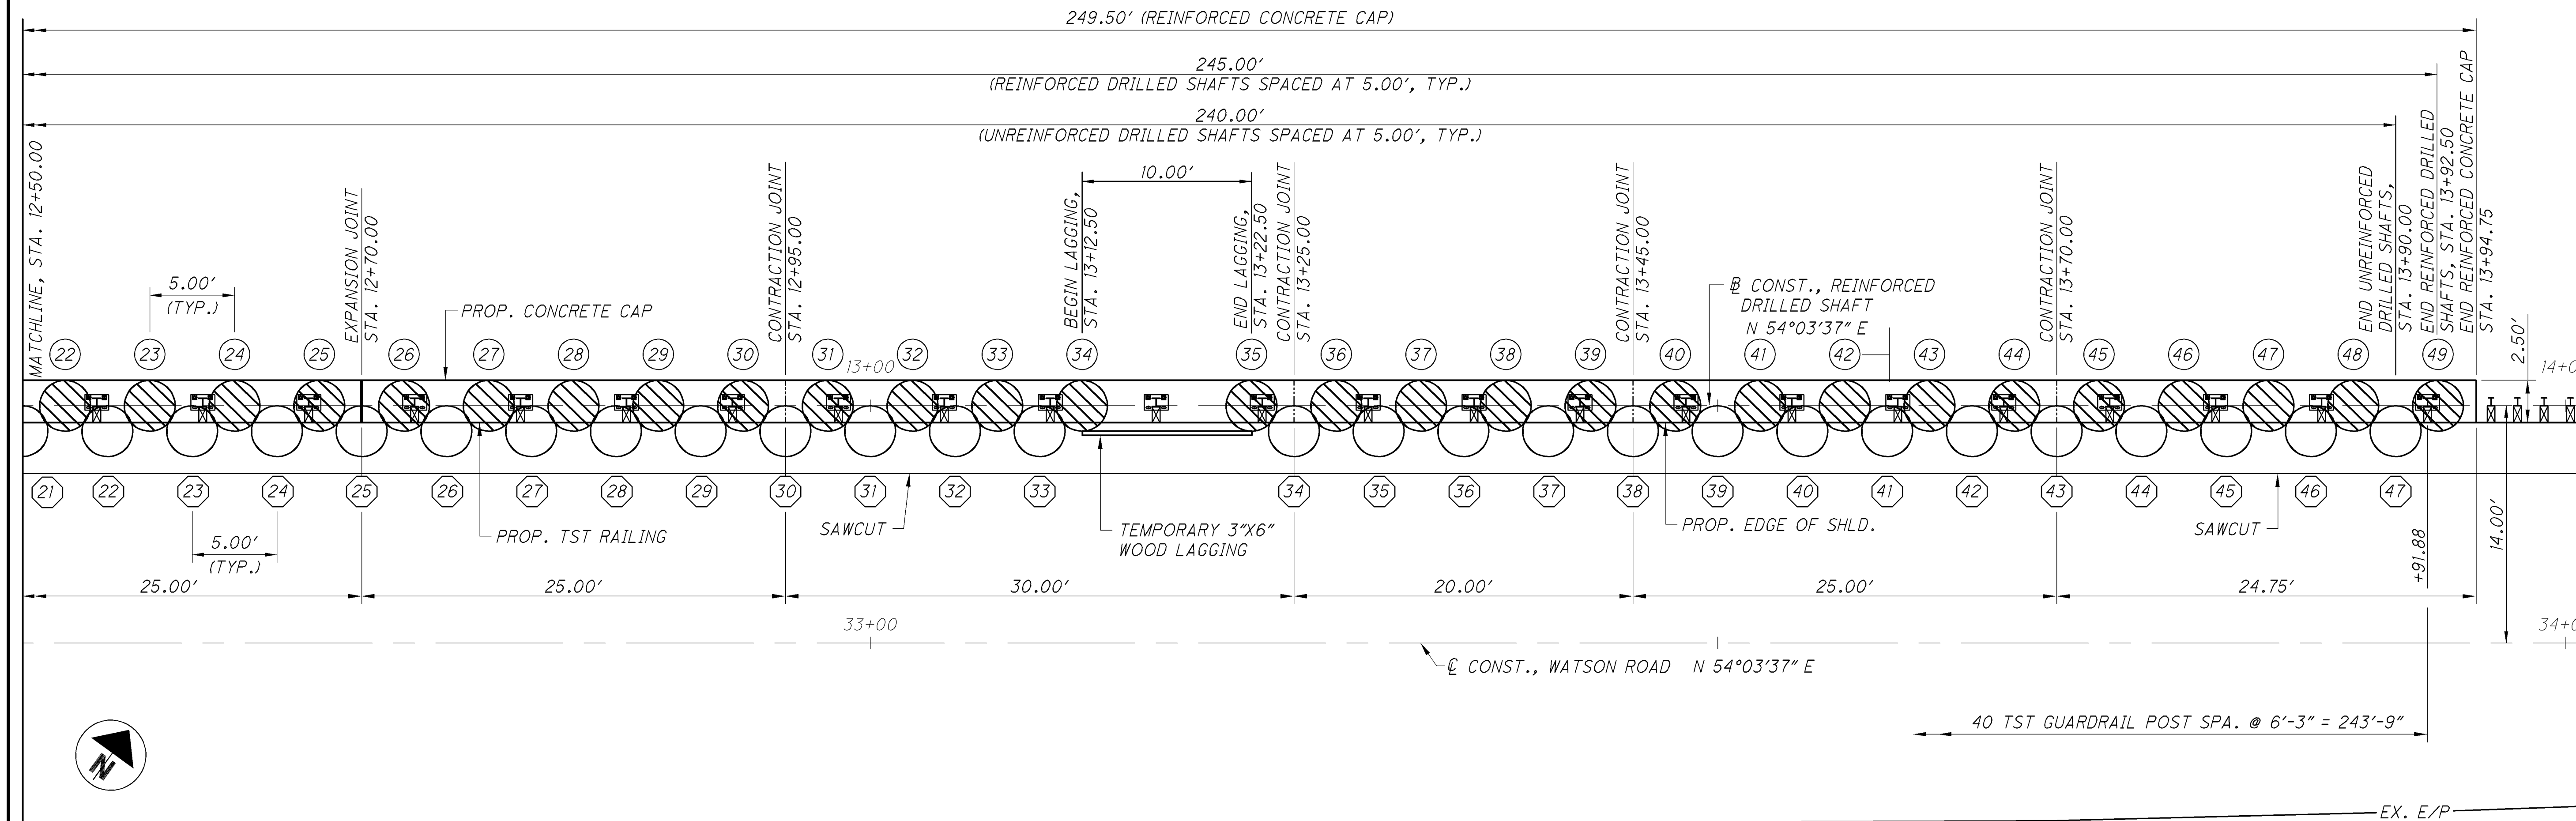 249.50' (REINFORCED CONCRETE CAP)
245.00'
(REINFORCED DRILLED SHAFTS SPACED AT 5.00', TYP.)
240.00'
(UNREINFORCED DRILLED SHAFTS SPACED AT 5.00', TYP.)
MATCHLINE, STA. 12+50.00
EXPANSION JOINT
STA. 12+70.00
CONTRACTION JOINT
STA. 12+95.00
BEGIN LAGGING,
STA. 13+12.50
10.00'
END LAGGING,
STA. 13+22.50
CONTRACTION JOINT
STA. 13+25.00
CONTRACTION JOINT
STA. 13+45.00
CONTRACTION JOINT
STA. 13+70.00
END UNREINFORCED
DRILLED SHAFTS,
STA. 13+90.00
END REINFORCED DRILLED
SHAFTS, STA. 13+92.50
END REINFORCED CONCRETE CAP
STA. 13+94.75
5.00'
(TYP.)
PROP. CONCRETE CAP
BL CONST., REINFORCED
DRILLED SHAFT
N 54°03'37" E
2.50'
22 23 24 25 26 27 28 29 30 31 32 33 34 35 36 37 38 39 40 41 42 43 44 45 46 47 48 49
13+00
14+0
21 22 23 24 25 26 27 28 29 30 31 32 33 34 35 36 37 38 39 40 41 42 43 44 45 46 47
5.00'
(TYP.)
PROP. TST RAILING
SAWCUT
TEMPORARY 3"X6"
WOOD LAGGING
PROP. EDGE OF SHLD.
SAWCUT
+91.88
14.00'
25.00' 25.00' 30.00' 20.00' 25.00' 24.75'
33+00
34+0
CL CONST., WATSON ROAD N 54°03'37" E
40 TST GUARDRAIL POST SPA. @ 6'-3" = 243'-9"
N
EX. E/P